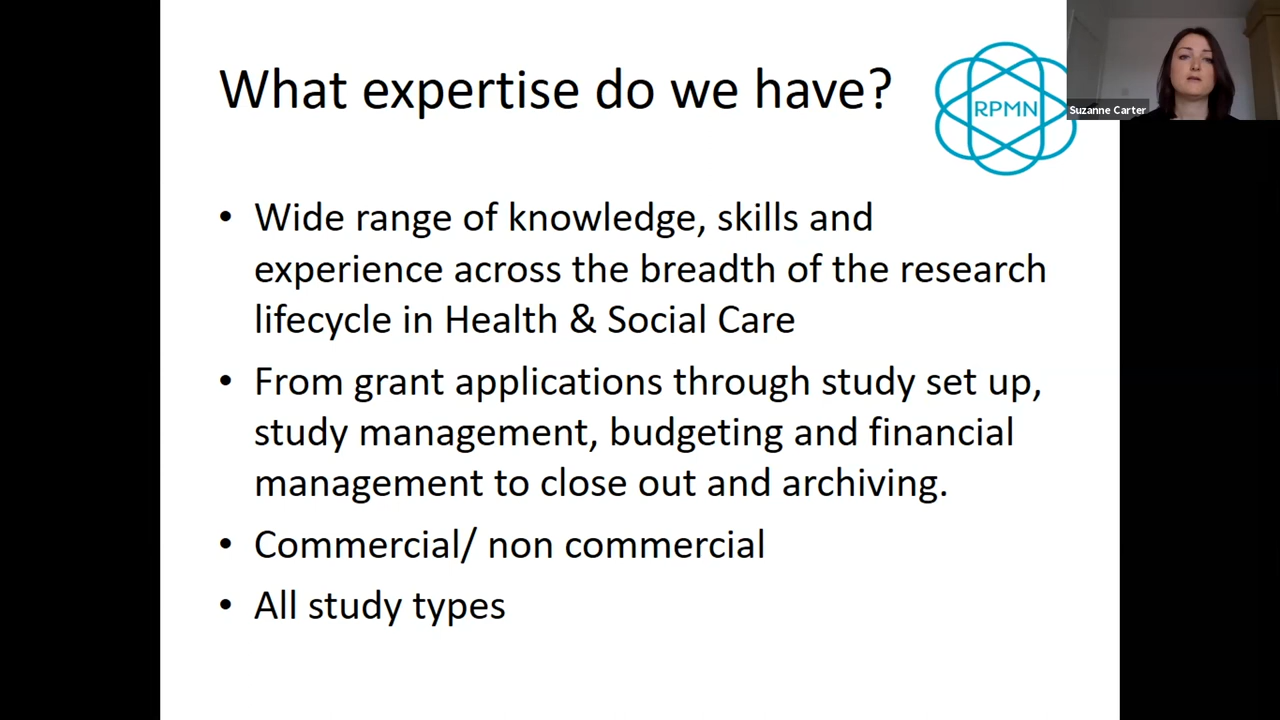 What expertise do we have?
RPMN
Suzanne Carter
• Wide range of knowledge, skills and
experience across the breadth of the research
lifecycle in Health & Social Care
• From grant applications through study set up,
study management, budgeting and financial
management to close out and archiving.
• Commercial/ non commercial
• All study types